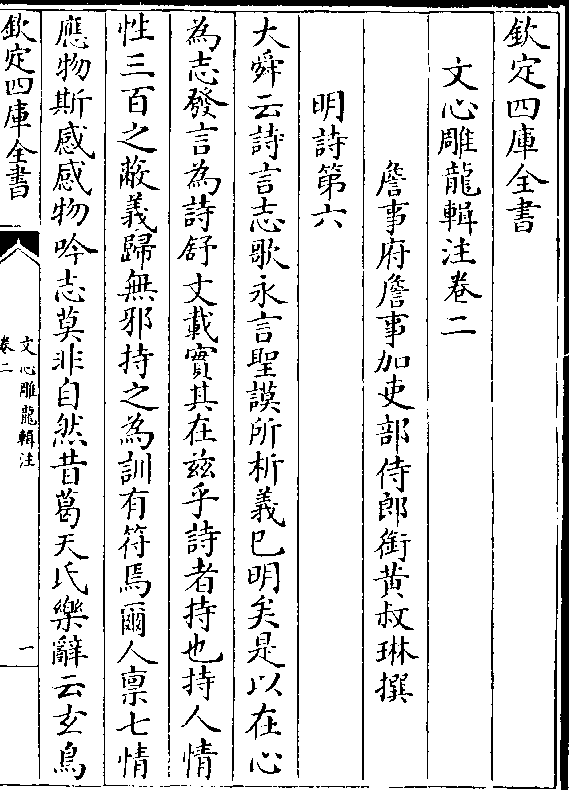 欽定四庫全書
文心雕龍輯注卷二
詹事府詹事加吏部侍郎銜黃叔琳撰
明詩第六
大舜云詩言志歌永言聖謨所析義已明矣是以在心
為志發言為詩舒文載實其在兹乎詩者持也持人情
性三百之蔽義歸無邪持之為訓有符焉爾人禀七情
應物斯感感物吟志莫非自然昔葛天氏樂辭云玄鳥
欽定四庫全書
文心雕龍輯注
卷二
一